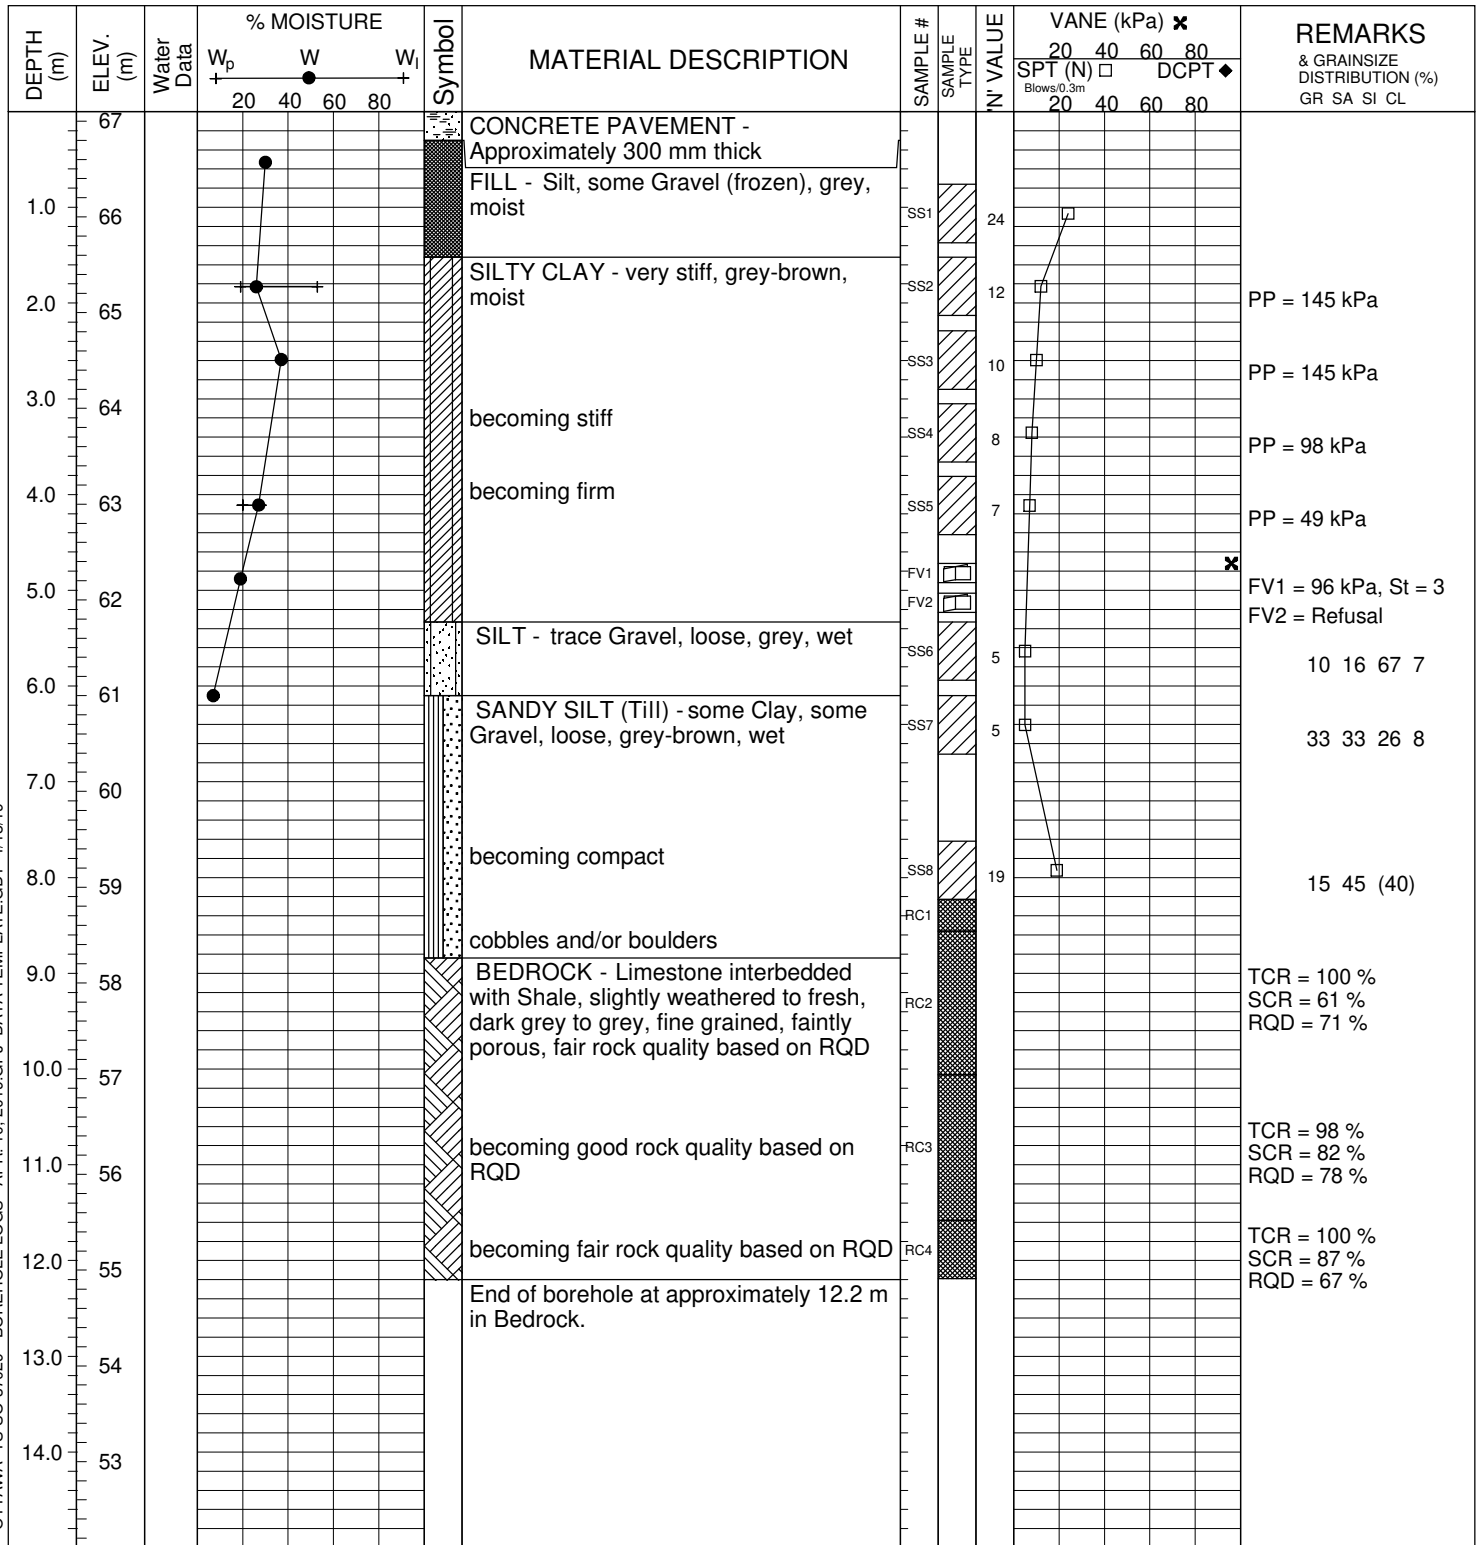 DEPTH (m)
ELEV. (m)
Water Data
% MOISTURE
Wp W Wl
20 40 60 80
Symbol
MATERIAL DESCRIPTION
SAMPLE #
SAMPLE TYPE
'N' VALUE
VANE (kPa) ✖
20 40 60 80
SPT (N) □ DCPT ◆
Blows/0.3m
20 40 60 80
REMARKS
& GRAINSIZE
DISTRIBUTION (%)
GR SA SI CL
67
CONCRETE PAVEMENT -
Approximately 300 mm thick
FILL - Silt, some Gravel (frozen), grey,
moist
1.0
66
SS1
24
SILTY CLAY - very stiff, grey-brown,
moist
SS2
12
2.0
65
PP = 145 kPa
SS3
10
PP = 145 kPa
3.0
64
becoming stiff
SS4
8
PP = 98 kPa
becoming firm
4.0
63
SS5
7
PP = 49 kPa
FV1
5.0
62
FV2
FV1 = 96 kPa, St = 3
FV2 = Refusal
SILT - trace Gravel, loose, grey, wet
SS6
5
10 16 67 7
6.0
61
SANDY SILT (Till) - some Clay, some
Gravel, loose, grey-brown, wet
SS7
5
33 33 26 8
7.0
60
becoming compact
8.0
59
SS8
19
15 45 (40)
RC1
cobbles and/or boulders
9.0
58
BEDROCK - Limestone interbedded
with Shale, slightly weathered to fresh,
dark grey to grey, fine grained, faintly
porous, fair rock quality based on RQD
RC2
TCR = 100 %
SCR = 61 %
RQD = 71 %
10.0
57
becoming good rock quality based on
RQD
RC3
TCR = 98 %
SCR = 82 %
RQD = 78 %
11.0
56
becoming fair rock quality based on RQD
RC4
TCR = 100 %
SCR = 87 %
RQD = 67 %
12.0
55
End of borehole at approximately 12.2 m
in Bedrock.
13.0
54
14.0
53